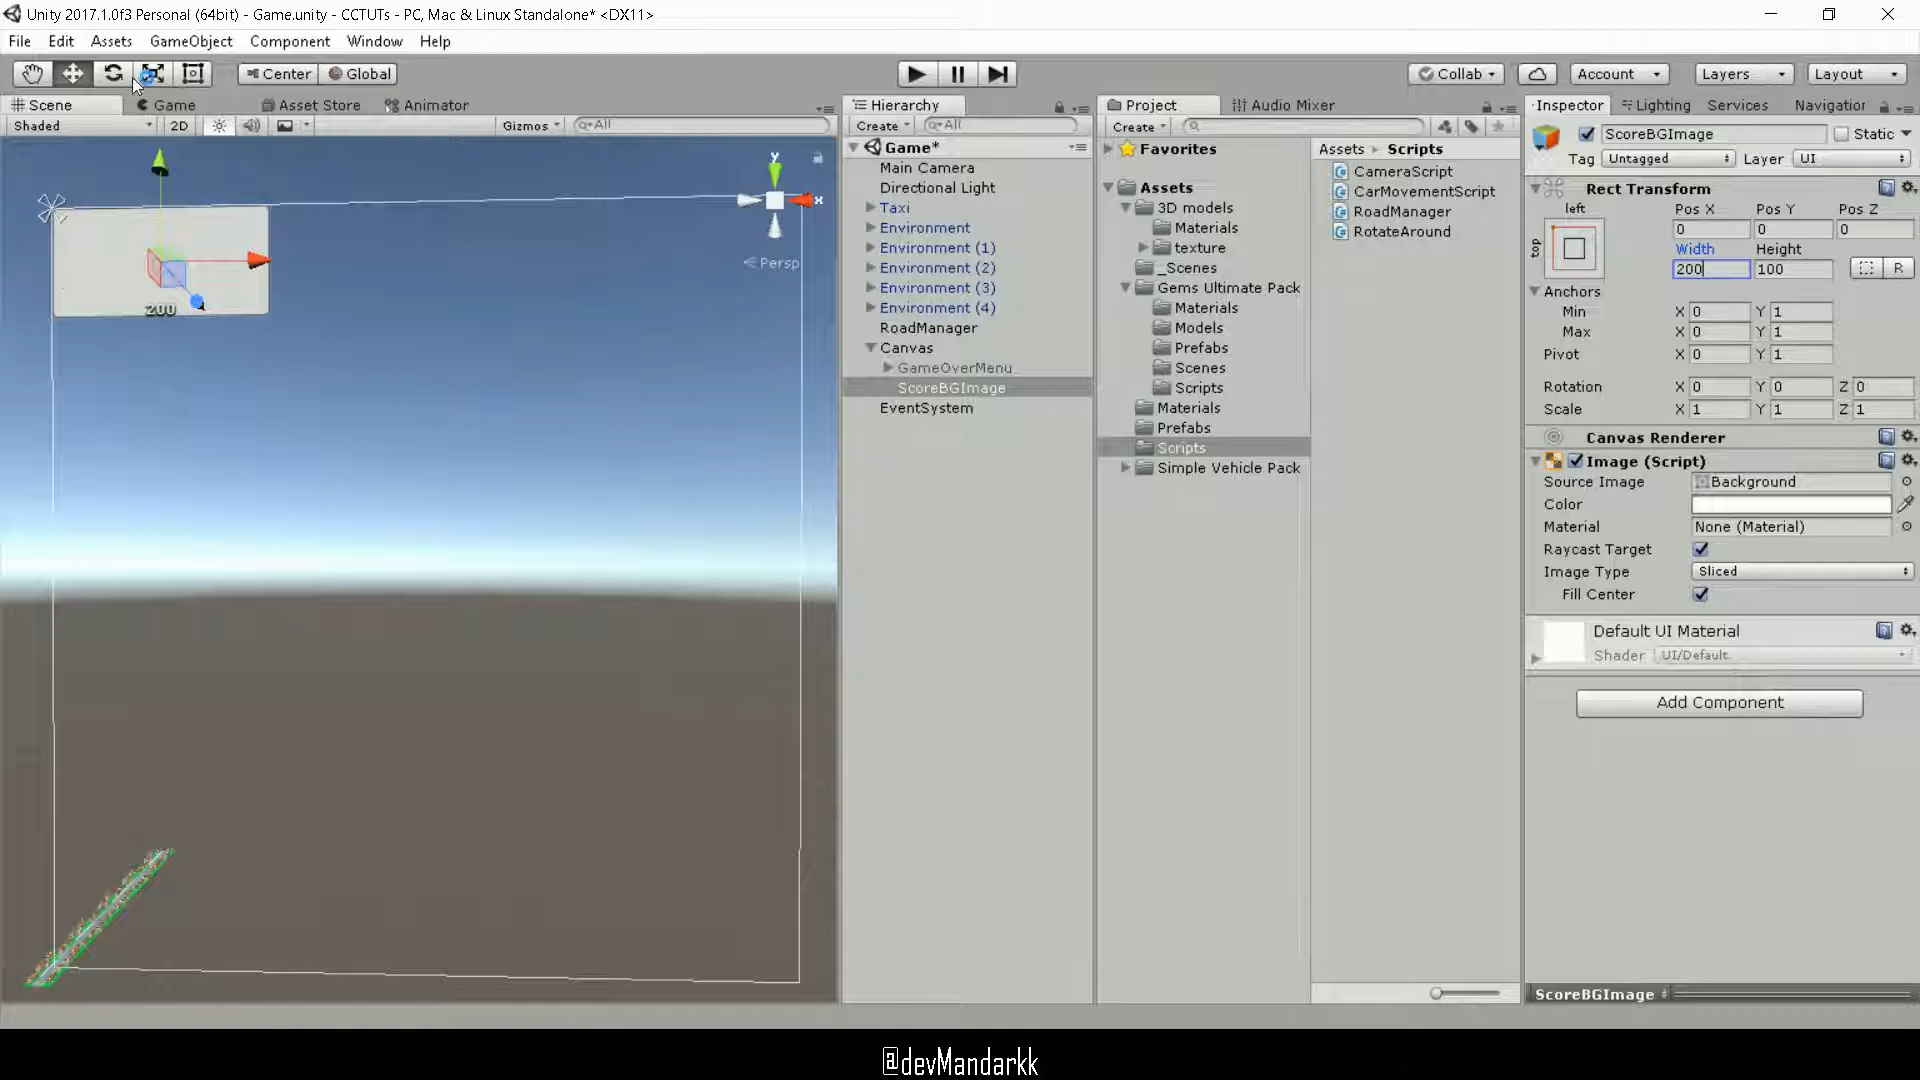 Unity 2017.1.0f3 Personal (64bit) - Game.unity - CCTUTs - PC, Mac & Linux Standalone* <DX11>
File Edit Assets GameObject Component Window Help
Center Global Collab Account Layers Layout
Scene Game Asset Store Animator
Shaded 2D Gizmos All
y
x
Persp
200
Hierarchy
Create All
Game*
Main Camera
Directional Light
Taxi
Environment
Environment (1)
Environment (2)
Environment (3)
Environment (4)
RoadManager
Canvas
GameOverMenu
ScoreBGImage
EventSystem
Project Audio Mixer
Create
Favorites
Assets
3D models
Materials
texture
_Scenes
Gems Ultimate Pack
Materials
Models
Prefabs
Scenes
Scripts
Materials
Prefabs
Scripts
Simple Vehicle Pack
Assets Scripts
CameraScript
CarMovementScript
RoadManager
RotateAround
Inspector Lighting Services Navigation
ScoreBGImage Static
Tag Untagged Layer UI
Rect Transform
left Pos X Pos Y Pos Z
top 0 0 0
Width Height
200 100 R
Anchors
Min X 0 Y 1
Max X 0 Y 1
Pivot X 0 Y 1
Rotation X 0 Y 0 Z 0
Scale X 1 Y 1 Z 1
Canvas Renderer
Image (Script)
Source Image Background
Color
Material None (Material)
Raycast Target
Image Type Sliced
Fill Center
Default UI Material
Shader UI/Default
Add Component
ScoreBGImage
@devMandarkk